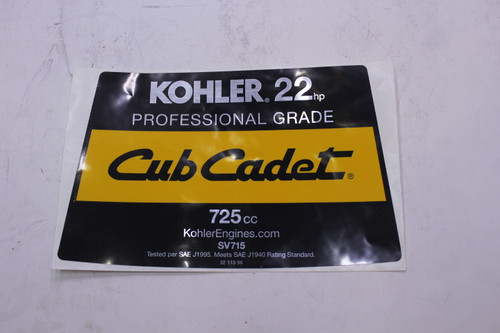 KOHLER. 22hp
PROFESSIONAL GRADE
Cub Cadet®
725cc
KohlerEngines.com
SV715
Tested per SAE J1995. Meets SAE J1940 Rating Standard.